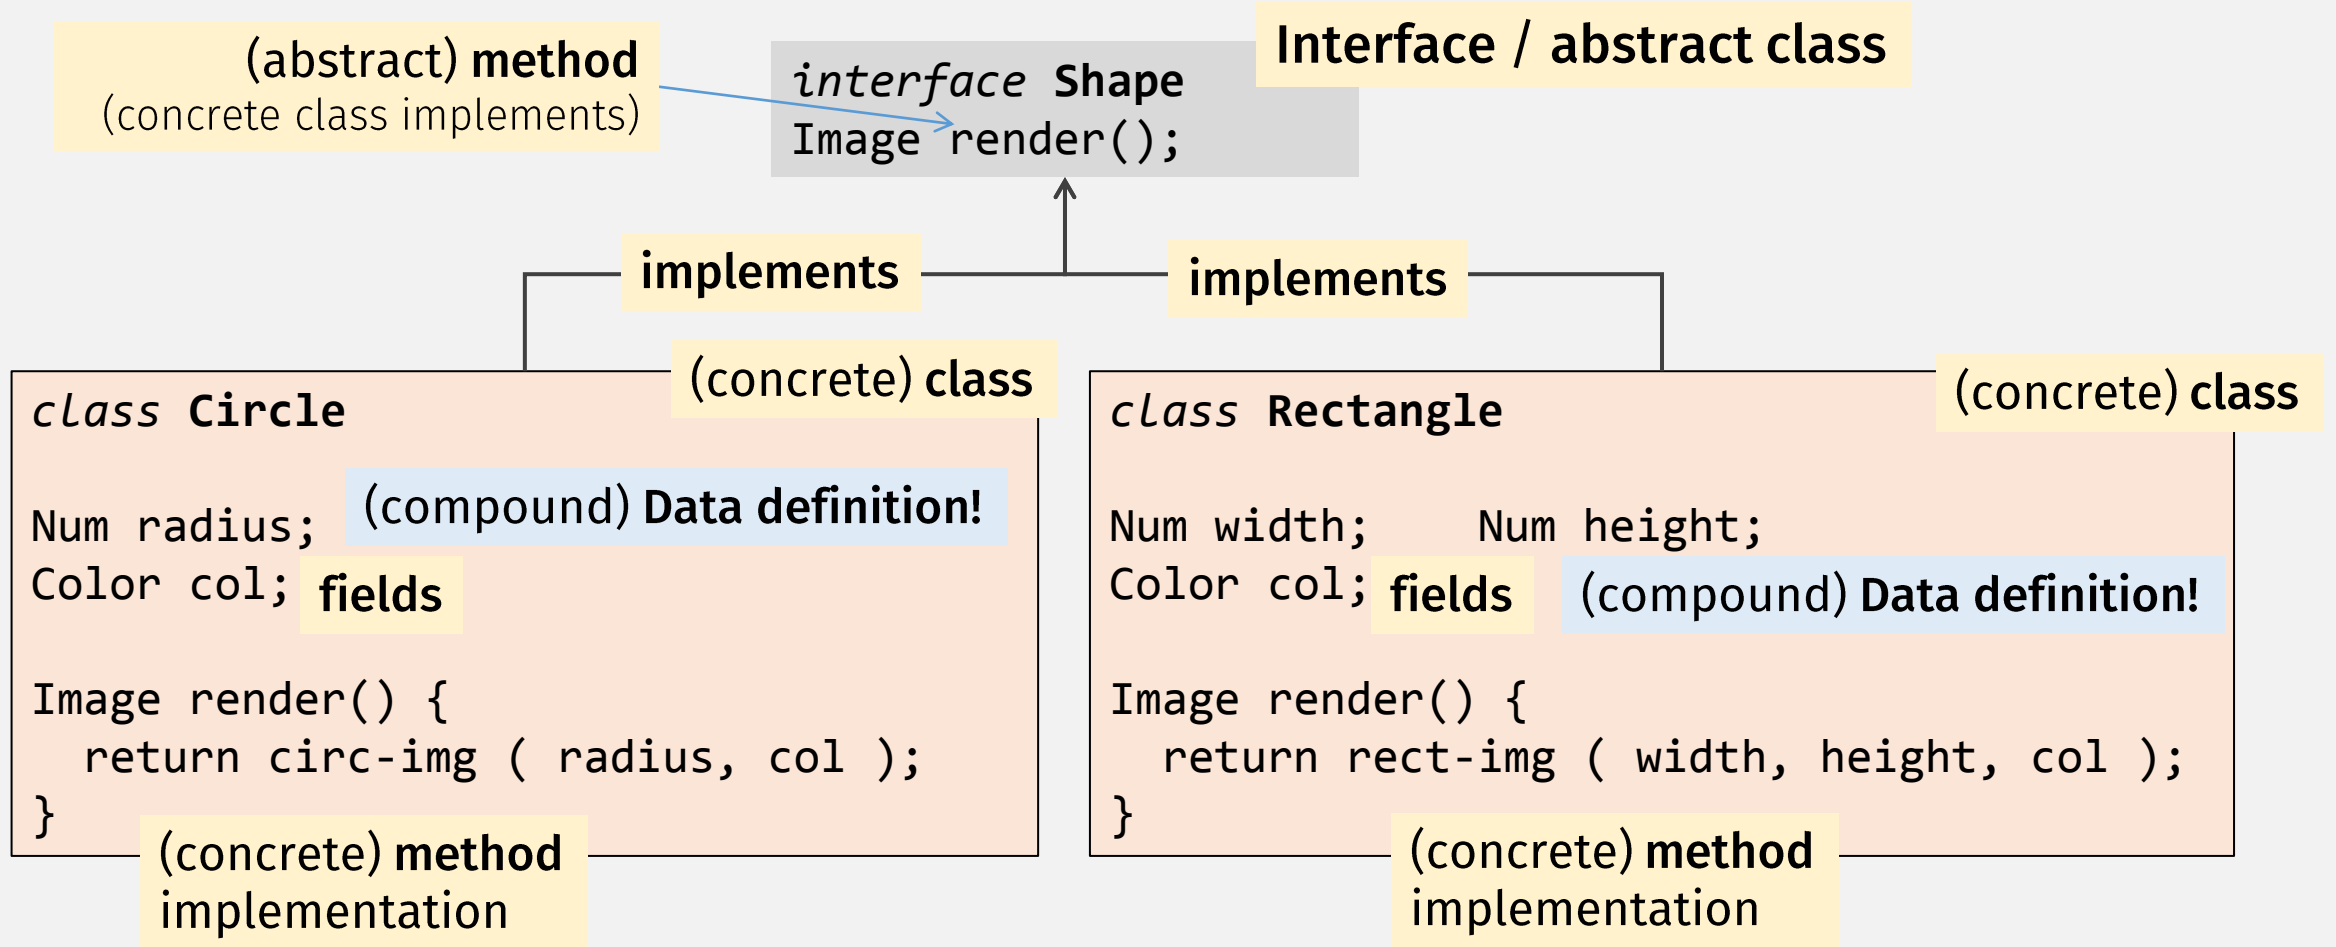 (abstract) method
(concrete class implements)
Interface / abstract class
interface Shape
Image render();
implements
implements
(concrete) class
class Circle
(compound) Data definition!
Num radius;
Color col;
fields
Image render() {
return circ-img ( radius, col );
}
(concrete) method
implementation
(concrete) class
class Rectangle
Num width; Num height;
Color col;
fields
(compound) Data definition!
Image render() {
return rect-img ( width, height, col );
}
(concrete) method
implementation